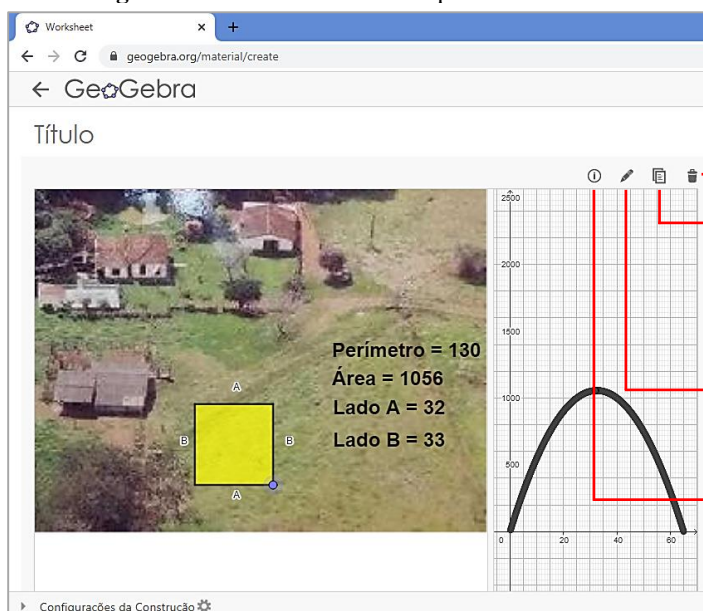 Worksheet
geogebra.org/material/create
GeoGebra
Título
Perímetro = 130
Área = 1056
Lado A = 32
Lado B = 33
A
B
B
A
2500
2000
1500
1000
500
0
20
40
60
Configurações da Construção